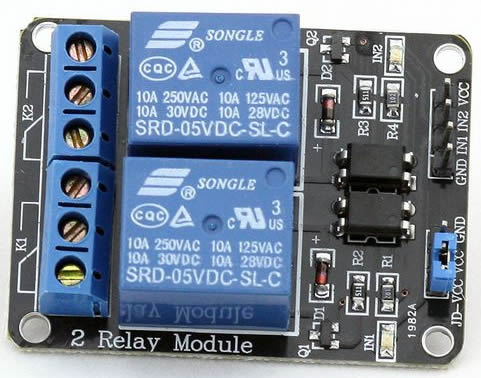 SONGLE
®
CQC
c UL US 3
10A 250VAC 10A 125VAC
10A 30VDC 10A 28VDC
SRD-05VDC-SL-C
SONGLE
®
CQC
c UL US 3
10A 250VAC 10A 125VAC
10A 30VDC 10A 28VDC
SRD-05VDC-SL-C
K2
K1
2 Relay Module
Q2
D2
IN2
R3
R4
GND IN1 IN2 VCC
+
+
D1
Q1
R2
R1
IN1
1982A
JD-VCC VCC GND